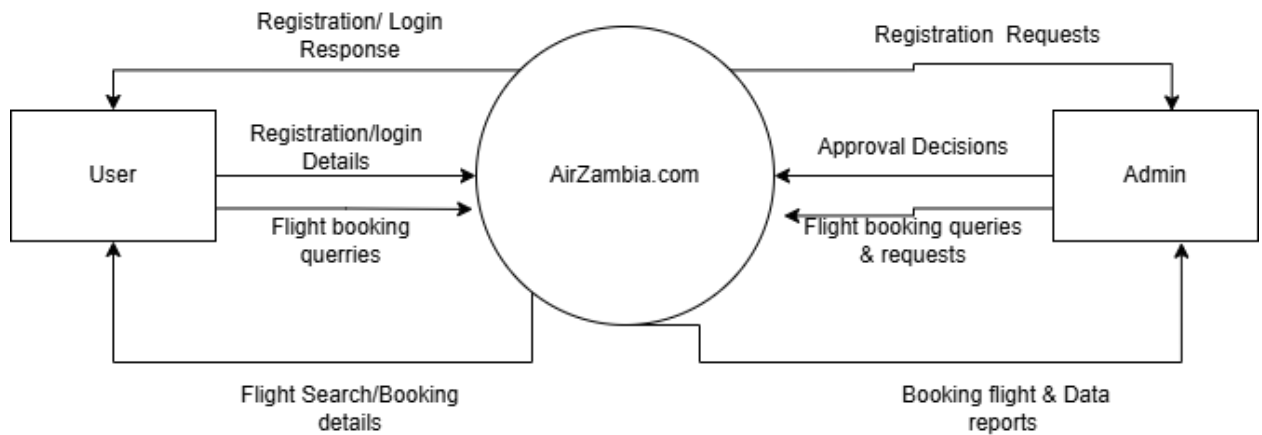 Registration/ Login
Response
Registration  Requests
Registration/login
Details
Approval Decisions
User
AirZambia.com
Admin
Flight booking
querries
Flight booking queries
& requests
Flight Search/Booking
details
Booking flight & Data
reports